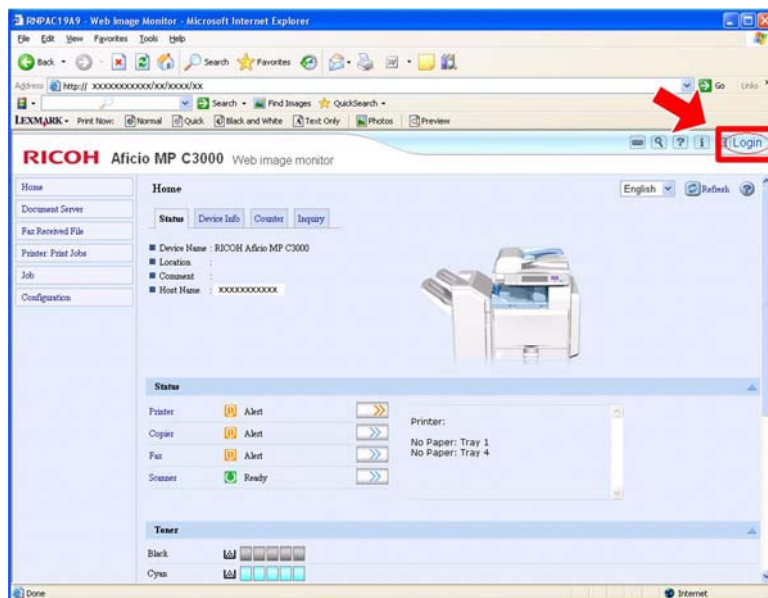 RNPAC19A9 - Web Image Monitor - Microsoft Internet Explorer
File Edit View Favorites Tools Help
Back Search Favorites
Address http:// xxxxxxxxxxxx/xx/xxxx/xx Go Links
Search Find Images QuickSearch
LEXMARK Print Now: Normal Quick Black and White Text Only Photos Preview
Login
RICOH Aficio MP C3000 Web image monitor
Home
Document Server
Fax Received File
Printer: Print Jobs
Job
Configuration
Home
English Refresh
Status Device Info Counter Inquiry
Device Name : RICOH Aficio MP C3000
Location :
Comment :
Host Name : XXXXXXXXXXX
Status
Printer Alert
Copier Alert
Fax Alert
Scanner Ready
Printer:
No Paper: Tray 1
No Paper: Tray 4
Toner
Black
Cyan
Done Internet